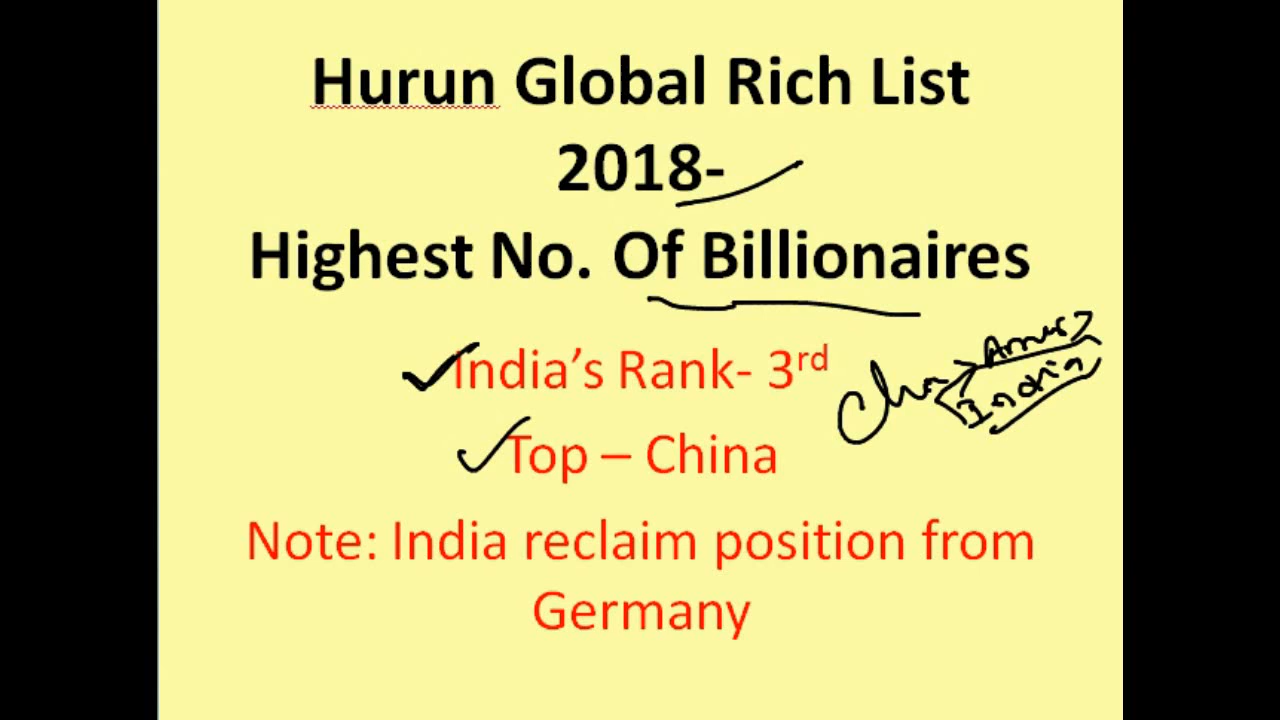 Hurun Global Rich List
2018-
Highest No. Of Billionaires
India's Rank- 3rd
Top – China
India
Note: India reclaim position from
Germany